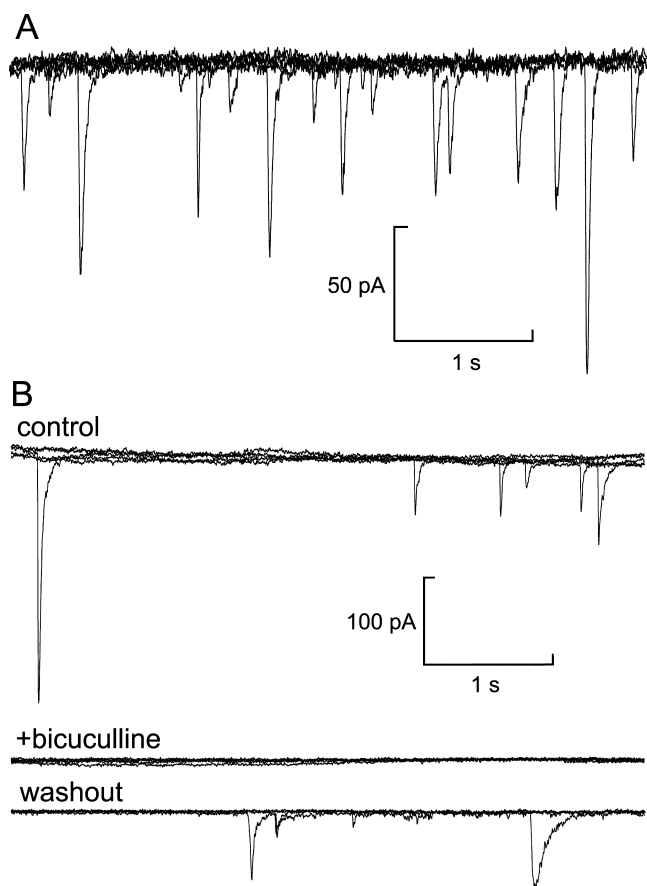 A
50 pA
1 s
B
control
100 pA
1 s
+bicuculline
washout